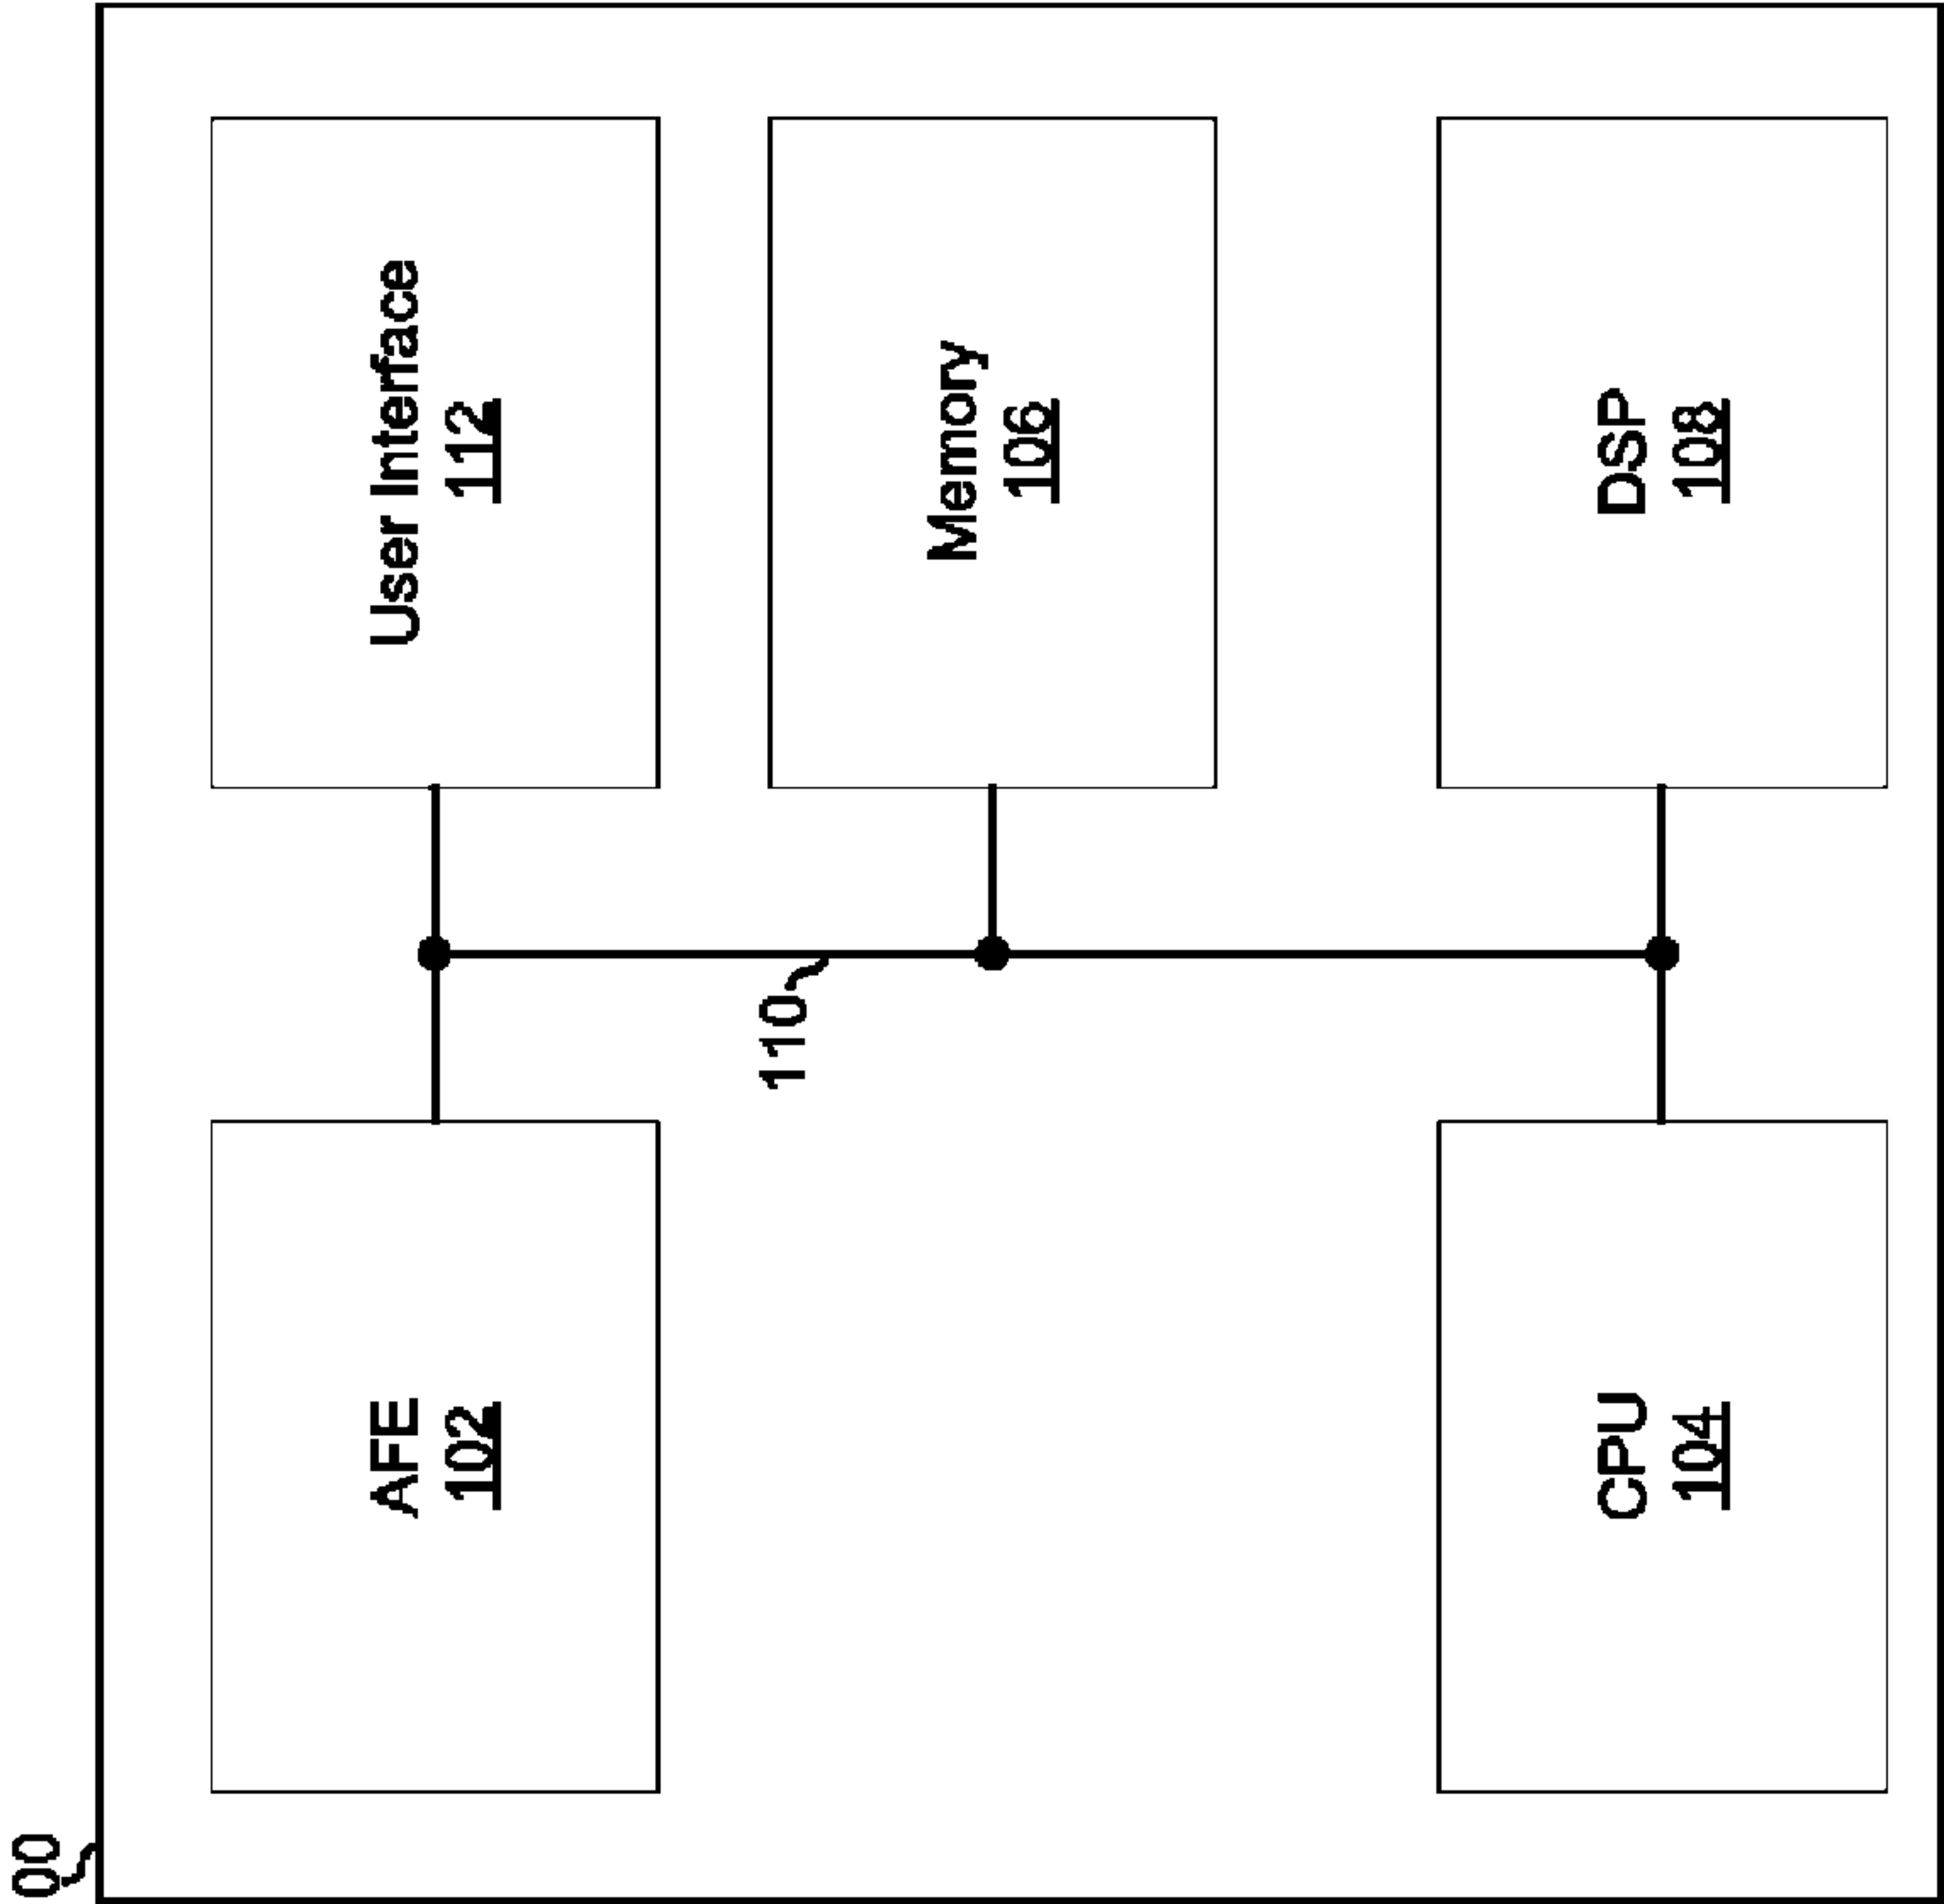 00
AFE
102
User Interface
112
110
Memory
106
CPU
104
DSP
108